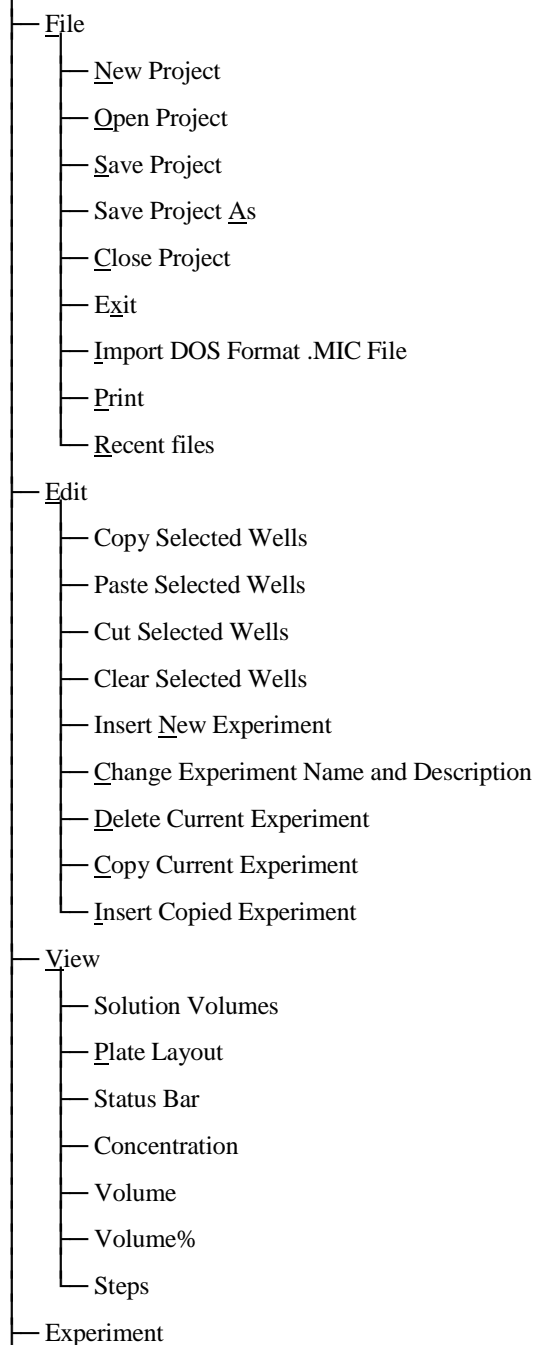 File
New Project
Open Project
Save Project
Save Project As
Close Project
Exit
Import DOS Format .MIC File
Print
Recent files
Edit
Copy Selected Wells
Paste Selected Wells
Cut Selected Wells
Clear Selected Wells
Insert New Experiment
Change Experiment Name and Description
Delete Current Experiment
Copy Current Experiment
Insert Copied Experiment
View
Solution Volumes
Plate Layout
Status Bar
Concentration
Volume
Volume%
Steps
Experiment